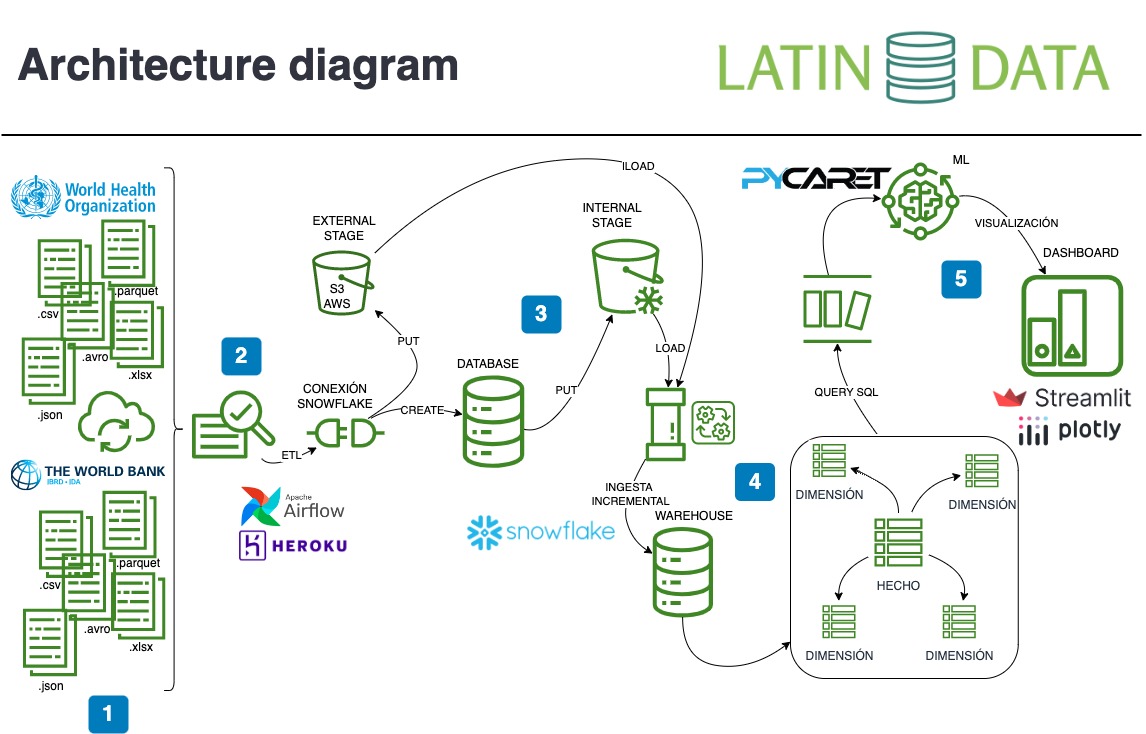 Architecture diagram
LATIN DATA
World Health
Organization
.parquet
.csv
.avro
.xlsx
.json
THE WORLD BANK
IBRD • IDA
.parquet
.csv
.avro
.xlsx
.json
1
2
ETL
Apache
Airflow
HEROKU
CONEXIÓN
SNOWFLAKE
PUT
CREATE
EXTERNAL
STAGE
S3
AWS
lLOAD
3
DATABASE
PUT
INTERNAL
STAGE
LOAD
snowflake
INGESTA
INCREMENTAL
WAREHOUSE
4
DIMENSIÓN
DIMENSIÓN
HECHO
DIMENSIÓN
DIMENSIÓN
QUERY SQL
PYCARET
ML
5
VISUALIZACIÓN
DASHBOARD
Streamlit
plotly